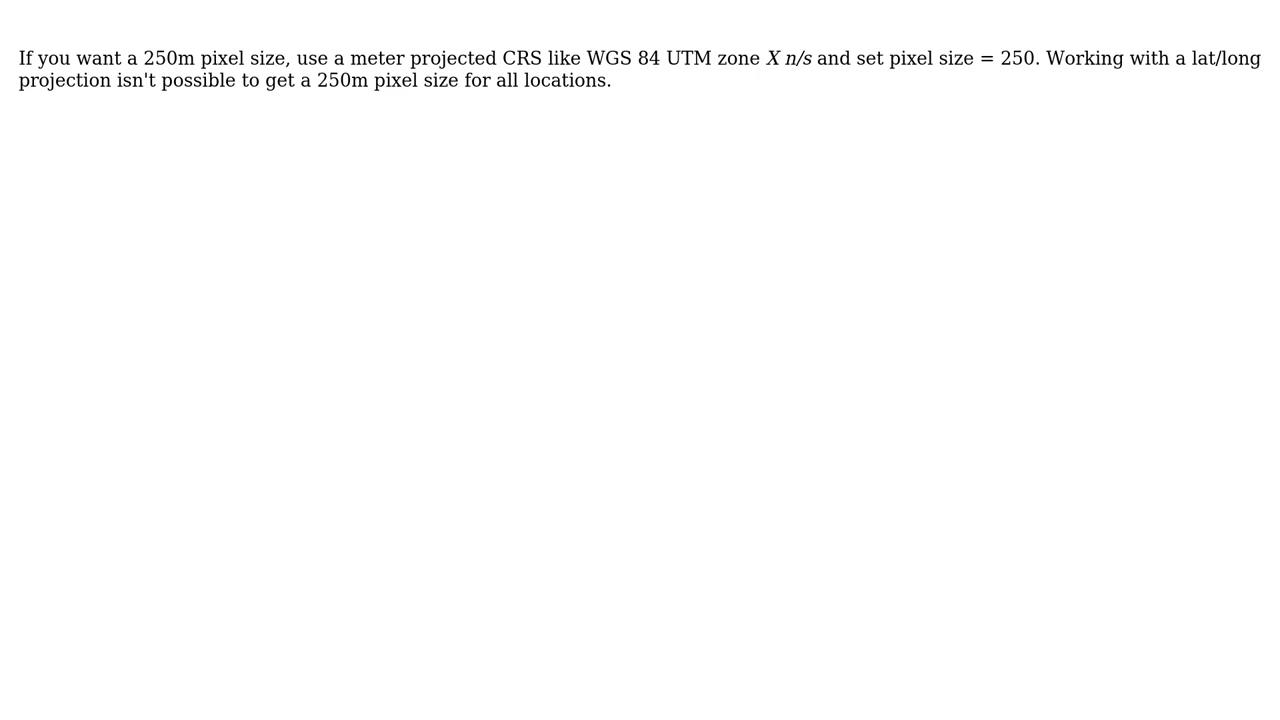 If you want a 250m pixel size, use a meter projected CRS like WGS 84 UTM zone X n/s and set pixel size = 250. Working with a lat/long
projection isn't possible to get a 250m pixel size for all locations.